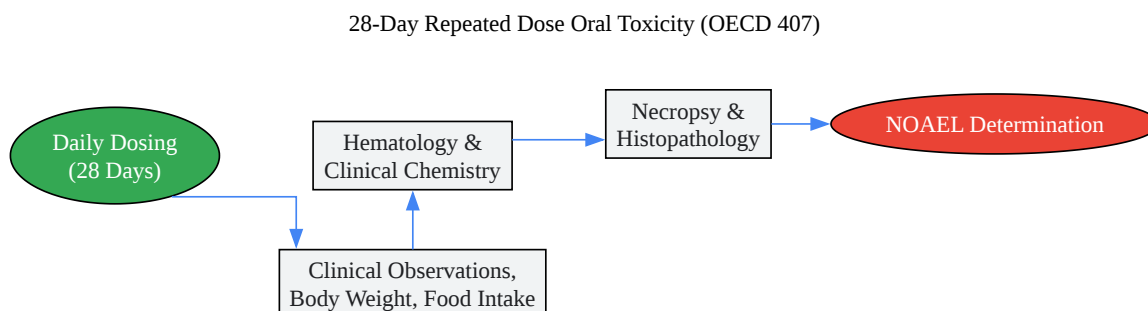 28-Day Repeated Dose Oral Toxicity (OECD 407)
Daily Dosing
(28 Days)
Clinical Observations,
Body Weight, Food Intake
Hematology &
Clinical Chemistry
Necropsy &
Histopathology
NOAEL Determination